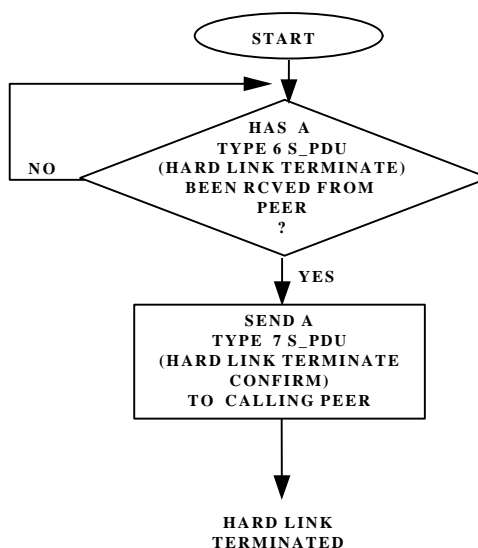 START
HAS A
TYPE 6 S_PDU
(HARD LINK TERMINATE)
BEEN RCVED FROM
PEER
?
NO
YES
SEND A
TYPE 7 S_PDU
(HARD LINK TERMINATE
CONFIRM)
TO CALLING PEER
HARD LINK
TERMINATED